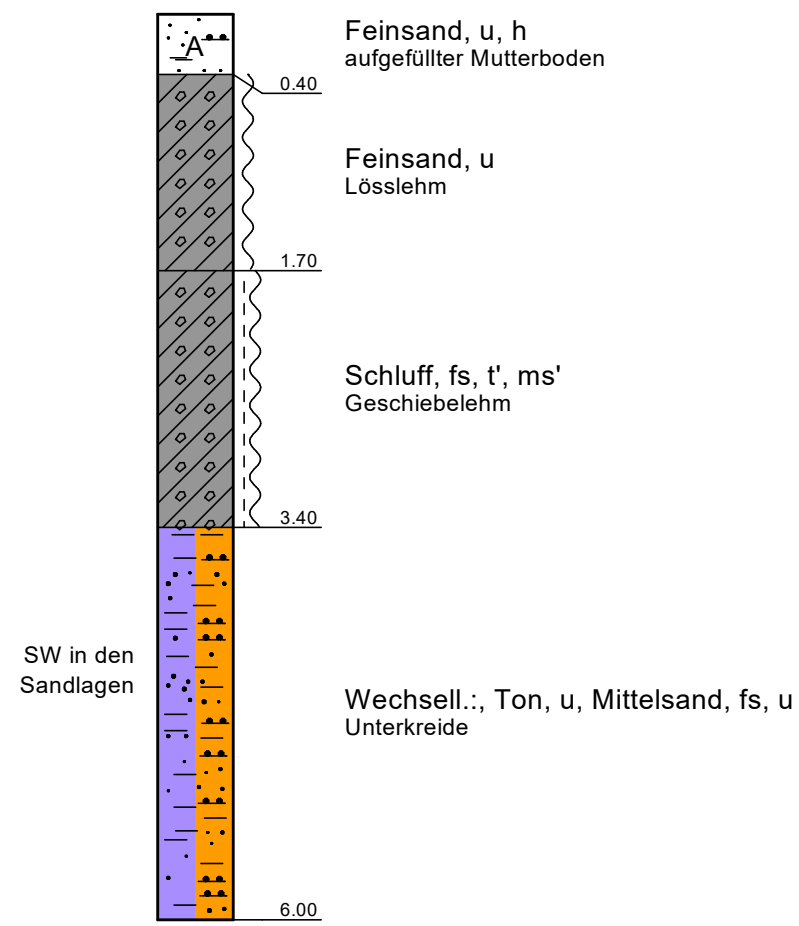 Feinsand, u, h
aufgefüllter Mutterboden
A
0.40
Feinsand, u
Lösslehm
1.70
Schluff, fs, t', ms'
Geschiebelehm
3.40
SW in den
Sandlagen
Wechsell.:, Ton, u, Mittelsand, fs, u
Unterkreide
6.00